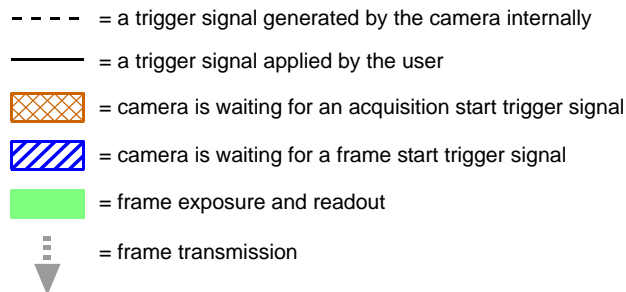 = a trigger signal generated by the camera internally
= a trigger signal applied by the user
= camera is waiting for an acquisition start trigger signal
= camera is waiting for a frame start trigger signal
= frame exposure and readout
= frame transmission